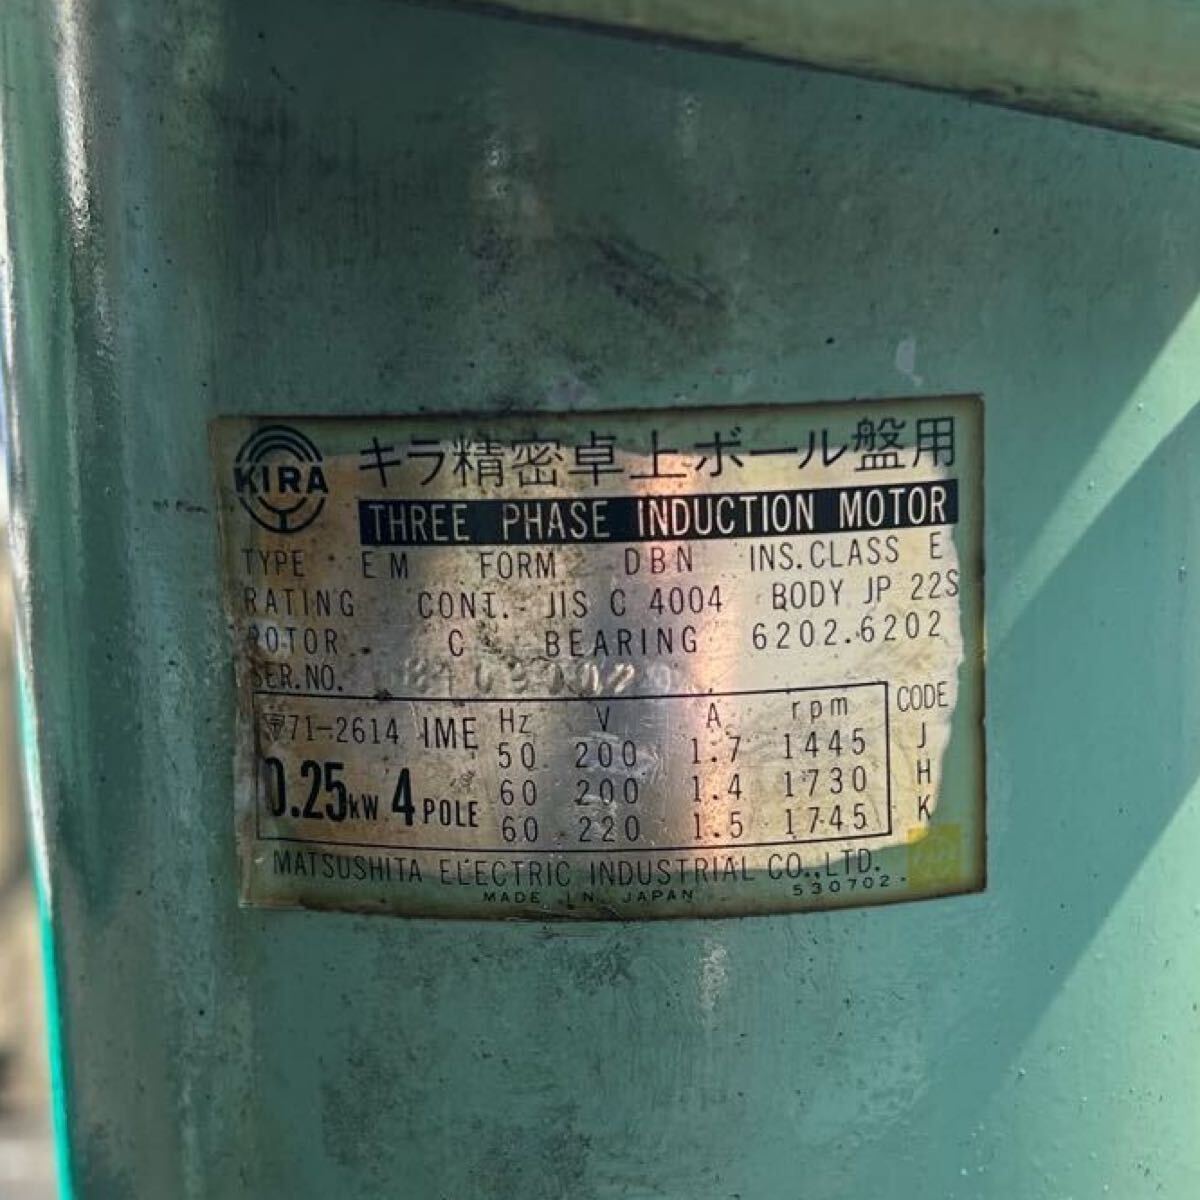 KIRA
キラ精密卓上ボール盤用
THREE PHASE INDUCTION MOTOR
TYPE EM FORM DBN INS.CLASS E
RATING CONT. JIS C 4004 BODY JP 22S
ROTOR C BEARING 6202.6202
SER.NO.
71-2614 IME Hz V A rpm CODE
50 200 1.7 1445 J
0.25kW 4 POLE 60 200 1.4 1730 H
60 220 1.5 1745 K
MATSUSHITA ELECTRIC INDUSTRIAL CO.,LTD.
MADE IN JAPAN 530702.